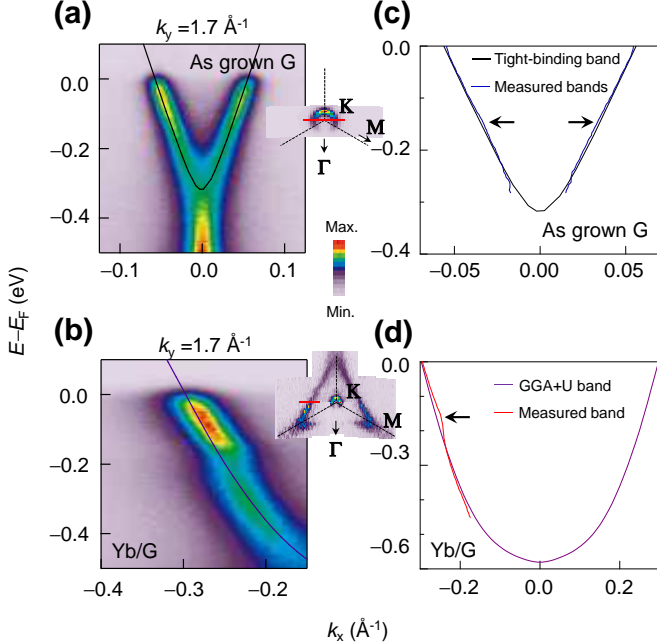 (a)
k_y=1.7 Å⁻¹
As grown G
0.0
−0.2
−0.4
−0.1
0.0
0.1
K
M
Γ
Max.
Min.
E−E_F (eV)
(b)
k_y=1.7 Å⁻¹
0.0
−0.2
−0.4
Yb/G
−0.4
−0.3
−0.2
K
M
Γ
(c)
Tight-binding band
Measured bands
As grown G
0.0
−0.2
−0.4
−0.05
0.00
0.05
(d)
GGA+U band
Measured band
Yb/G
0.0
−0.3
−0.6
−0.2
0.0
0.2
k_x (Å⁻¹)